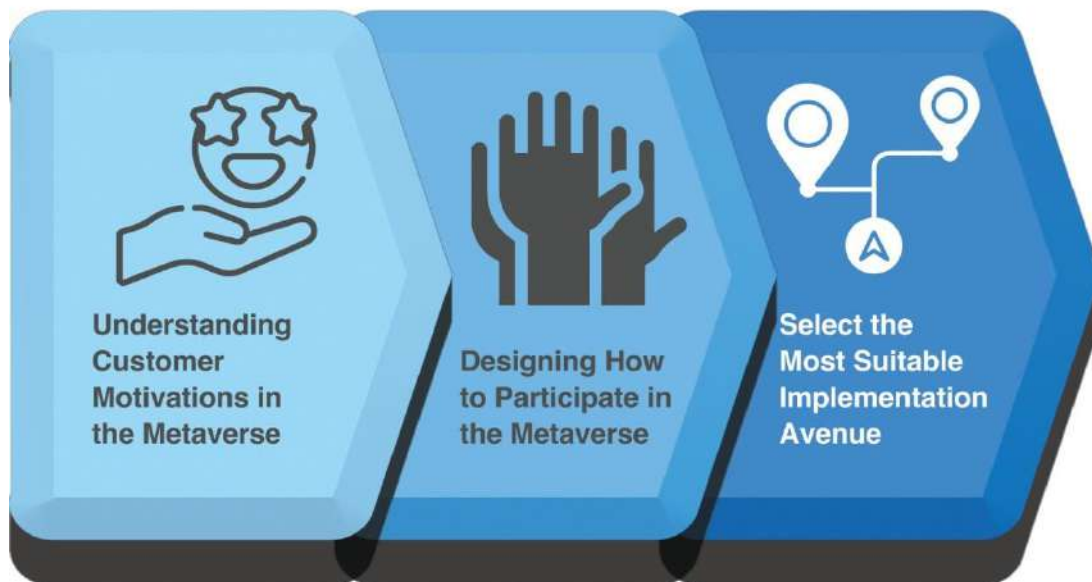 Understanding
Customer
Motivations in
the Metaverse
Designing How
to Participate in
the Metaverse
Select the
Most Suitable
Implementation
Avenue